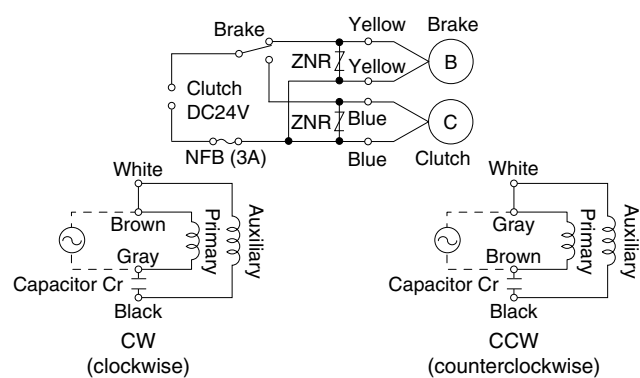 Brake
Yellow
Brake
ZNR
Yellow
B
Clutch
DC24V
ZNR
Blue
C
NFB (3A)
Blue
Clutch
White
Brown
Primary
Auxiliary
Gray
Capacitor Cr
Black
CW
(clockwise)
White
Gray
Primary
Auxiliary
Brown
Capacitor Cr
Black
CCW
(counterclockwise)